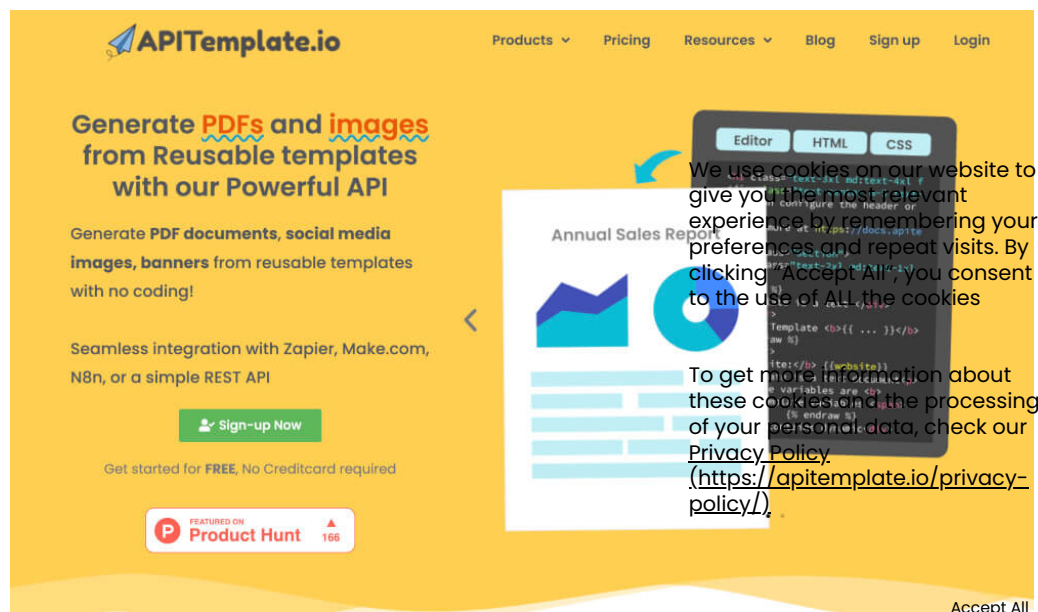 APITemplate.io
Products Pricing Resources Blog Sign up Login
Generate PDFs and images
from Reusable templates
with our Powerful API
Generate PDF documents, social media
images, banners from reusable templates
with no coding!
Seamless integration with Zapier, Make.com,
N8n, or a simple REST API
Sign-up Now
Get started for FREE, No Creditcard required
FEATURED ON
Product Hunt
166
Editor HTML CSS
Annual Sales Report
We use cookies on our website to
give you the most relevant
experience by remembering your
preferences and repeat visits. By
clicking “Accept All”, you consent
to the use of ALL the cookies
To get more information about
these cookies and the processing
of your personal data, check our
Privacy Policy
(https://apitemplate.io/privacy-
policy/)
.
Accept All